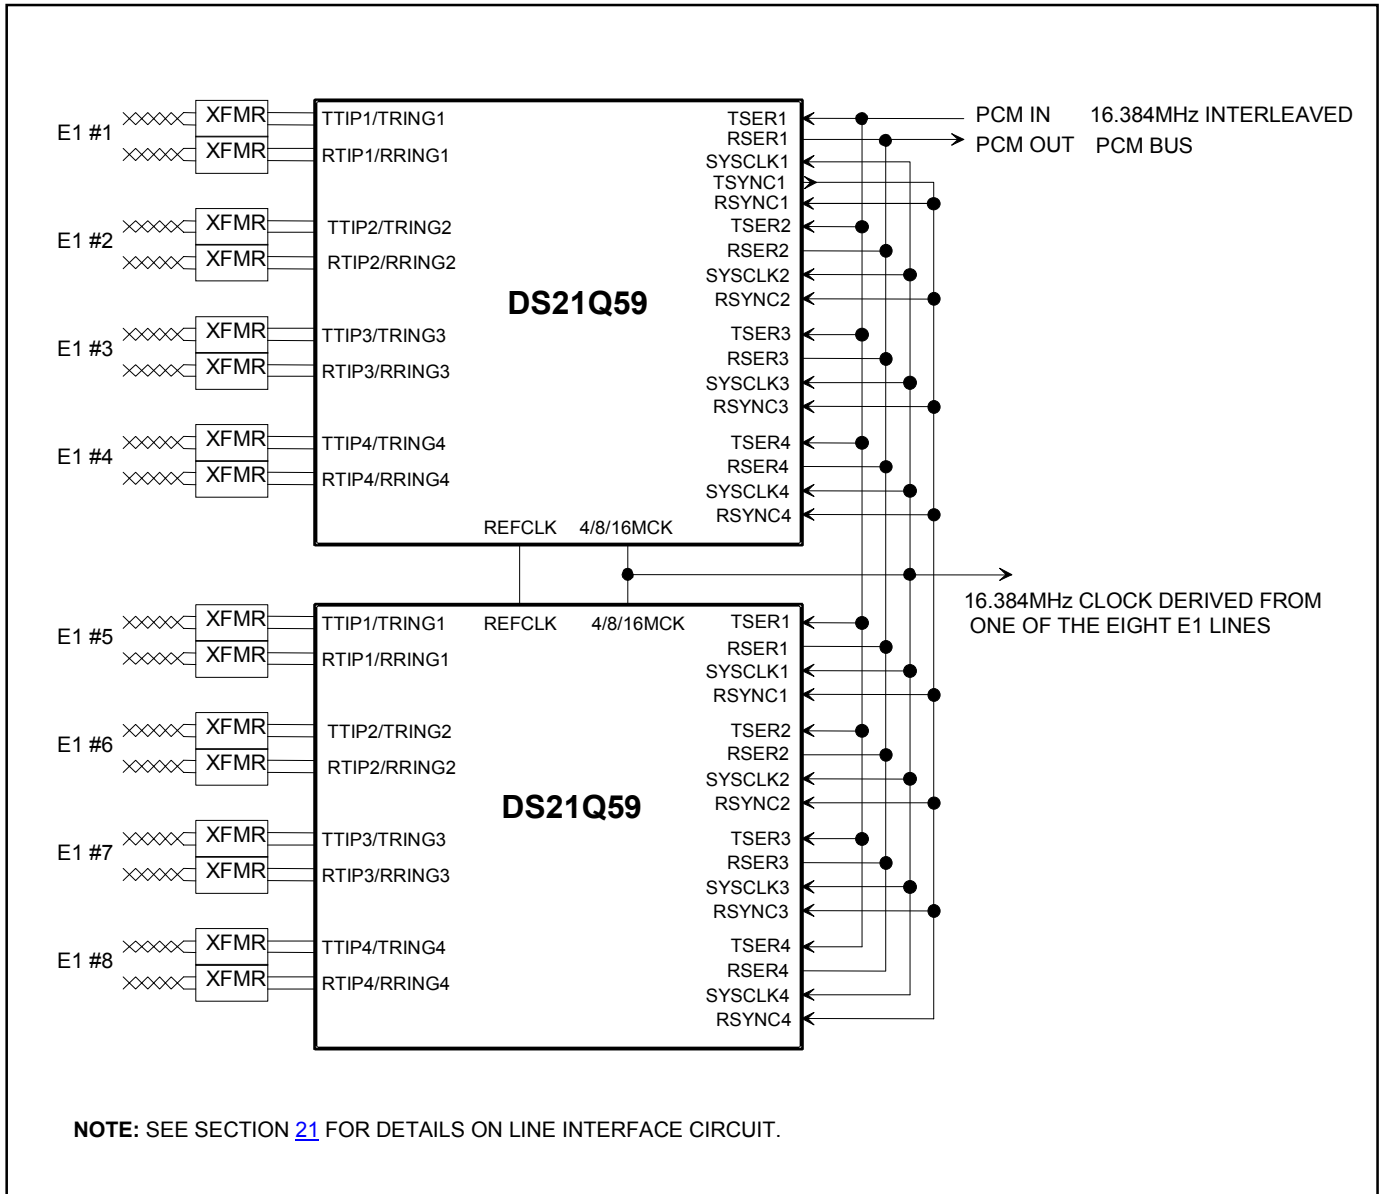 E1 #1
XFMR
XFMR
TTIP1/TRING1
RTIP1/RRING1
E1 #2
XFMR
XFMR
TTIP2/TRING2
RTIP2/RRING2
E1 #3
XFMR
XFMR
TTIP3/TRING3
RTIP3/RRING3
E1 #4
XFMR
XFMR
TTIP4/TRING4
RTIP4/RRING4
DS21Q59
REFCLK 4/8/16MCK
TSER1
RSER1
SYSCLK1
TSYNC1
RSYNC1
TSER2
RSER2
SYSCLK2
RSYNC2
TSER3
RSER3
SYSCLK3
RSYNC3
TSER4
RSER4
SYSCLK4
RSYNC4
PCM IN 16.384MHz INTERLEAVED
PCM OUT PCM BUS
16.384MHz CLOCK DERIVED FROM
ONE OF THE EIGHT E1 LINES
E1 #5
XFMR
XFMR
TTIP1/TRING1
RTIP1/RRING1
E1 #6
XFMR
XFMR
TTIP2/TRING2
RTIP2/RRING2
E1 #7
XFMR
XFMR
TTIP3/TRING3
RTIP3/RRING3
E1 #8
XFMR
XFMR
TTIP4/TRING4
RTIP4/RRING4
REFCLK 4/8/16MCK
DS21Q59
TSER1
RSER1
SYSCLK1
RSYNC1
TSER2
RSER2
SYSCLK2
RSYNC2
TSER3
RSER3
SYSCLK3
RSYNC3
TSER4
RSER4
SYSCLK4
RSYNC4
NOTE: SEE SECTION 21 FOR DETAILS ON LINE INTERFACE CIRCUIT.